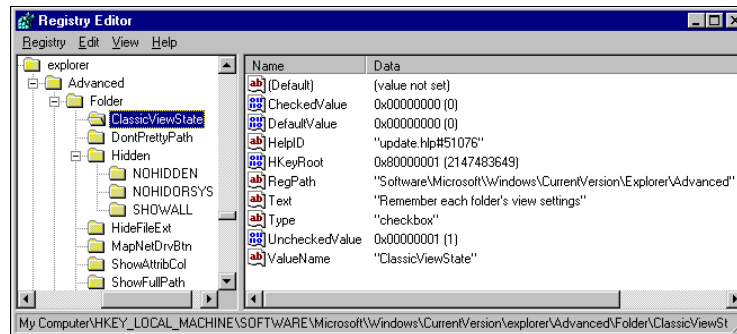 Registry Editor
Registry Edit View Help
explorer
Advanced
Folder
ClassicViewState
DontPrettyPath
Hidden
NOHIDDEN
NOHIDORSYS
SHOWALL
HideFileExt
MapNetDrvBtn
ShowAttribCol
ShowFullPath
Name Data
(Default) (value not set)
CheckedValue 0x00000000 (0)
DefaultValue 0x00000000 (0)
HelpID "update.hlp#51076"
HKeyRoot 0x80000001 (2147483649)
RegPath "Software\Microsoft\Windows\CurrentVersion\Explorer\Advanced"
Text "Remember each folder's view settings"
Type "checkbox"
UncheckedValue 0x00000001 (1)
ValueName "ClassicViewState"
My Computer\HKEY_LOCAL_MACHINE\SOFTWARE\Microsoft\Windows\CurrentVersion\explorer\Advanced\Folder\ClassicViewSt